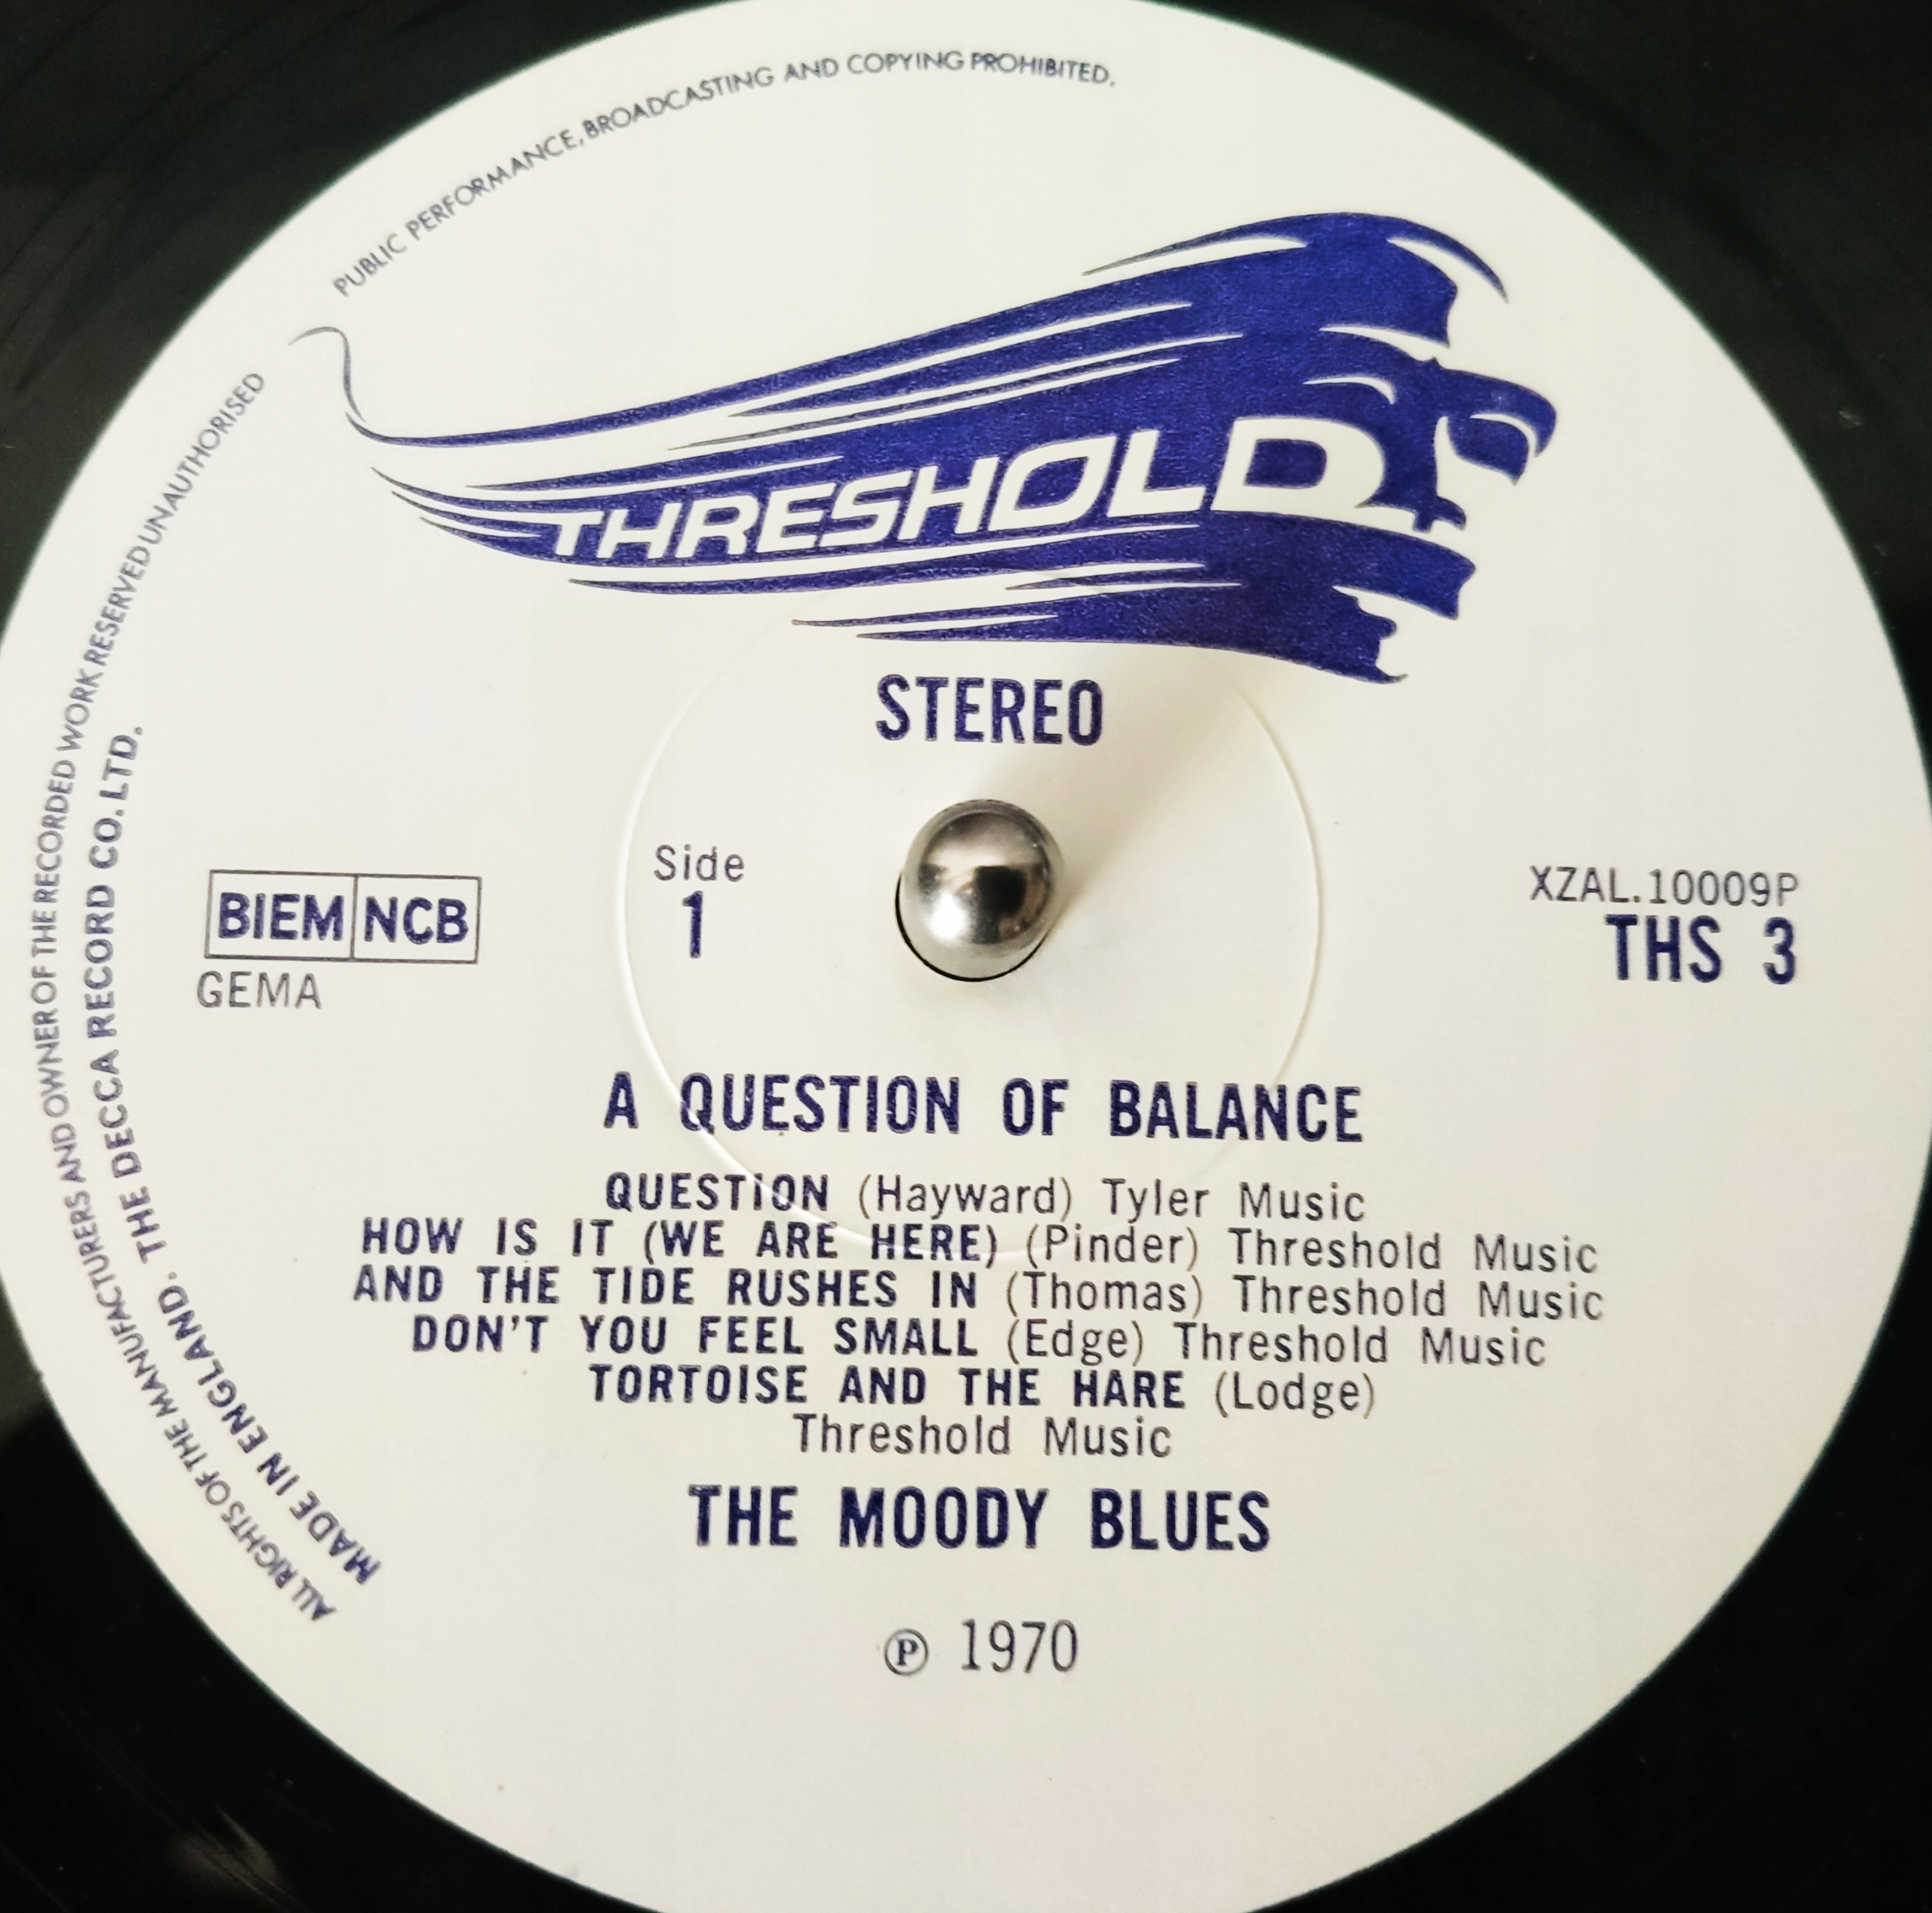 PUBLIC PERFORMANCE, BROADCASTING AND COPYING PROHIBITED.
ALL RIGHTS OF THE MANUFACTURERS AND OWNER OF THE RECORDED WORK RESERVED UNAUTHORISED
MADE IN ENGLAND. THE DECCA RECORD CO. LTD.
THRESHOLD
STEREO
Side
1
BIEM NCB
GEMA
XZAL.10009P
THS 3
A QUESTION OF BALANCE
QUESTION (Hayward) Tyler Music
HOW IS IT (WE ARE HERE) (Pinder) Threshold Music
AND THE TIDE RUSHES IN (Thomas) Threshold Music
DON'T YOU FEEL SMALL (Edge) Threshold Music
TORTOISE AND THE HARE (Lodge)
Threshold Music
THE MOODY BLUES
℗ 1970